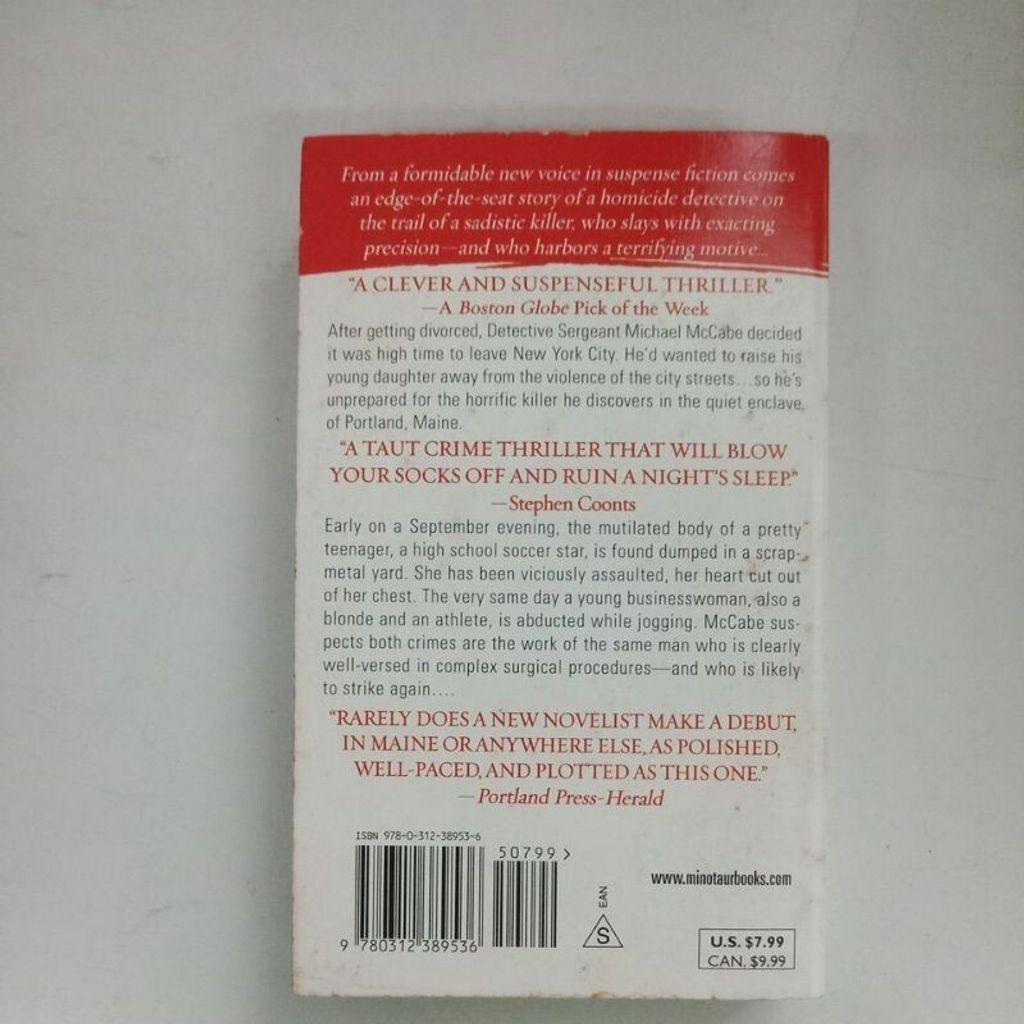 From a formidable new voice in suspense fiction comes
an edge-of-the-seat story of a homicide detective on
the trail of a sadistic killer, who slays with exacting
precision—and who harbors a terrifying motive...
"A CLEVER AND SUSPENSEFUL THRILLER."
—A Boston Globe Pick of the Week
After getting divorced, Detective Sergeant Michael McCabe decided
it was high time to leave New York City. He'd wanted to raise his
young daughter away from the violence of the city streets...so he's
unprepared for the horrific killer he discovers in the quiet enclave
of Portland, Maine.
"A TAUT CRIME THRILLER THAT WILL BLOW
YOUR SOCKS OFF AND RUIN A NIGHT'S SLEEP."
—Stephen Coonts
Early on a September evening, the mutilated body of a pretty
teenager, a high school soccer star, is found dumped in a scrap-
metal yard. She has been viciously assaulted, her heart cut out
of her chest. The very same day a young businesswoman, also a
blonde and an athlete, is abducted while jogging. McCabe sus-
pects both crimes are the work of the same man who is clearly
well-versed in complex surgical procedures—and who is likely
to strike again....
"RARELY DOES A NEW NOVELIST MAKE A DEBUT,
IN MAINE OR ANYWHERE ELSE, AS POLISHED,
WELL-PACED, AND PLOTTED AS THIS ONE."
—Portland Press-Herald
ISBN 978-0-312-38953-6
50799>
9 780312 389536
EAN
S
www.minotaurbooks.com
U.S. $7.99
CAN. $9.99